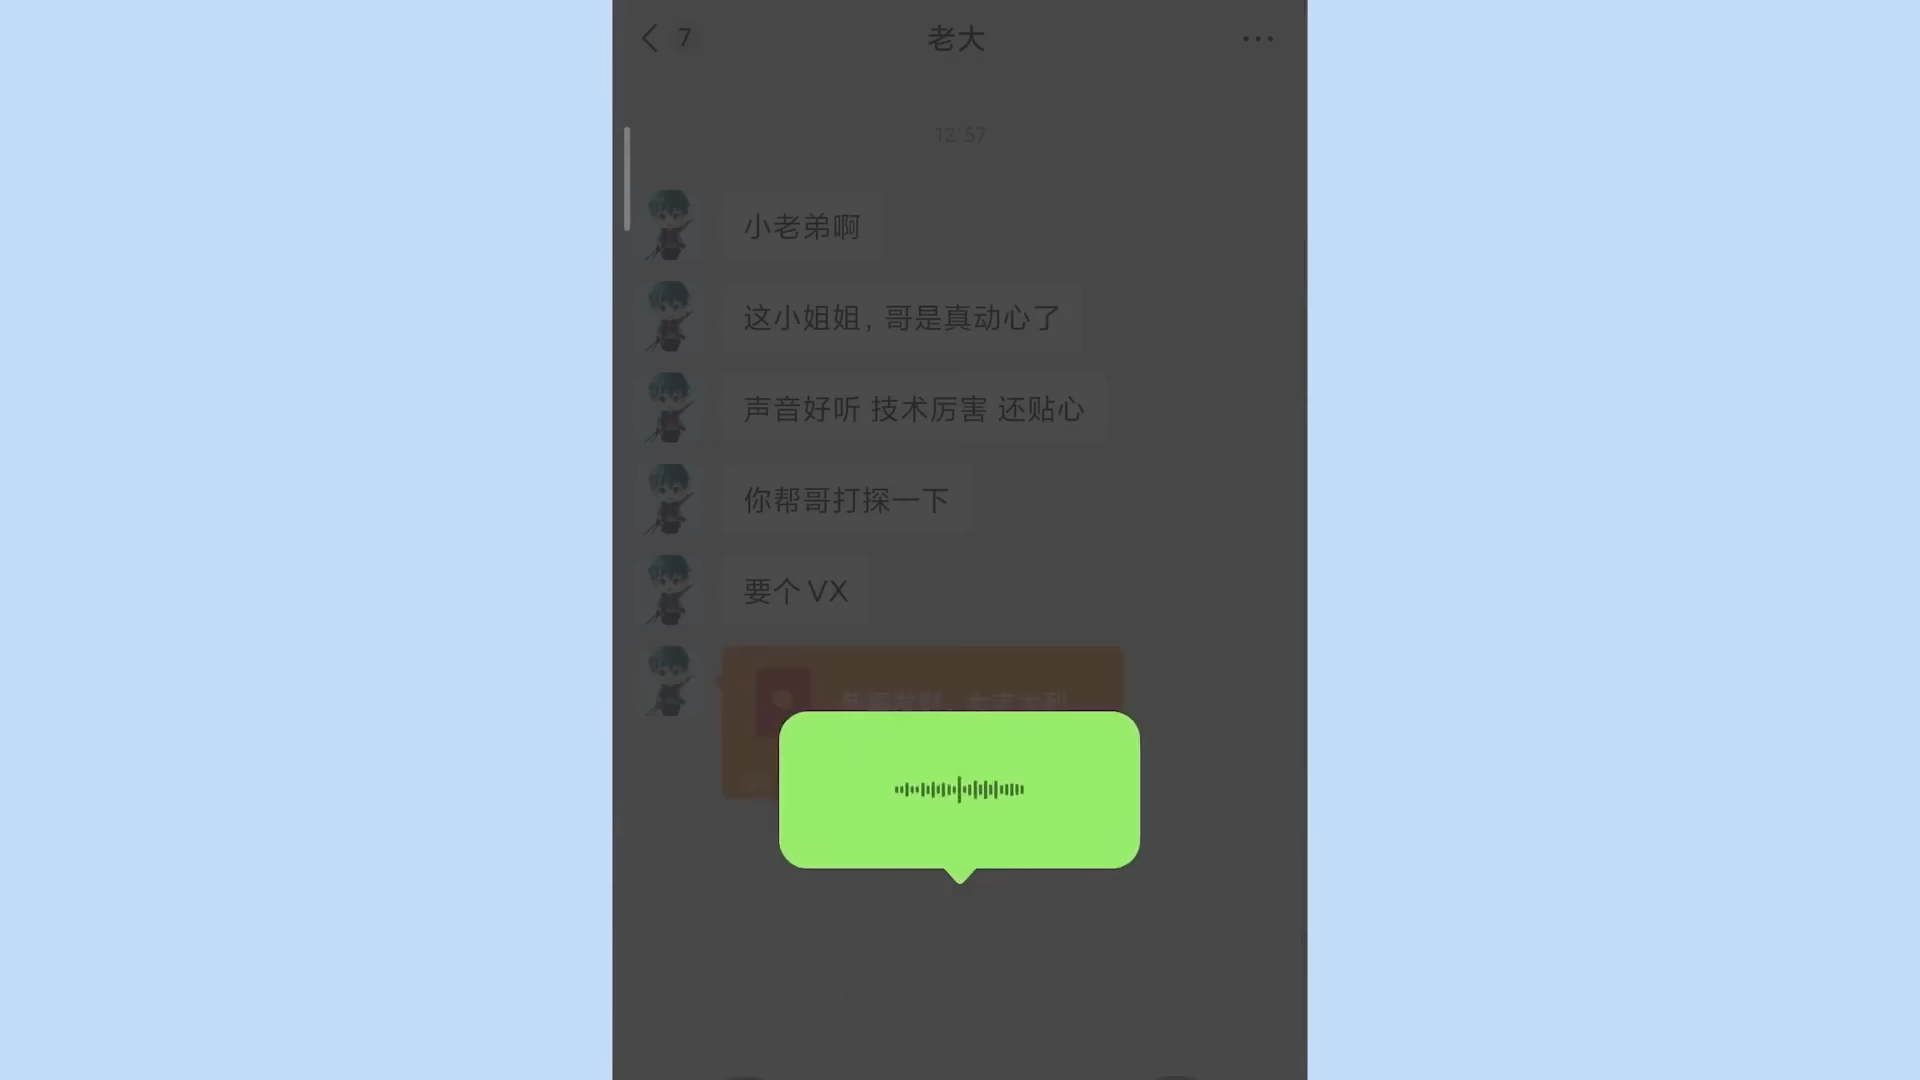 7
老大
12:57
小老弟啊
这小姐姐,哥是真动心了
声音好听 技术厉害 还贴心
你帮哥打探一下
要个VX